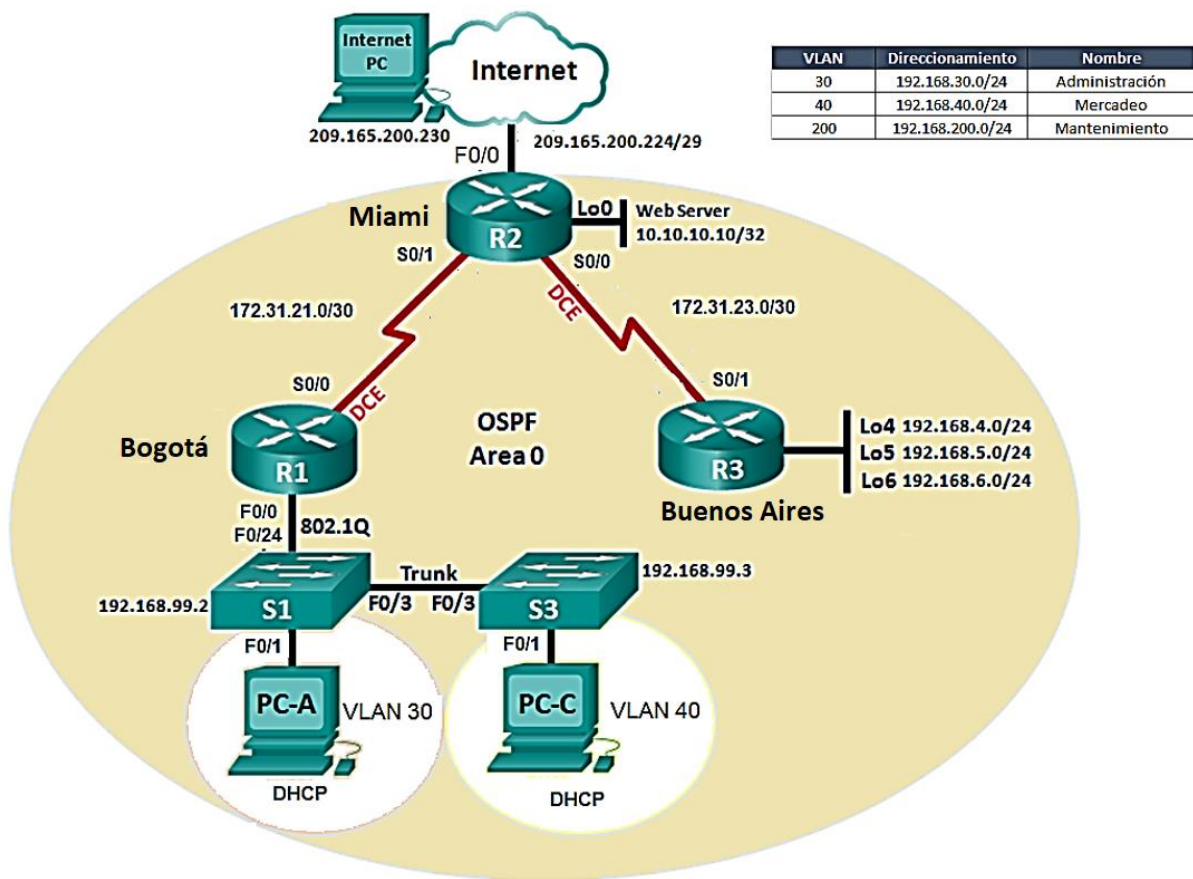 Internet
PC
Internet
209.165.200.230
209.165.200.224/29
F0/0
VLAN Direccionamiento Nombre
30 192.168.30.0/24 Administración
40 192.168.40.0/24 Mercadeo
200 192.168.200.0/24 Mantenimiento
Miami
R2
Lo0
Web Server
10.10.10.10/32
S0/1
S0/0
DCE
172.31.21.0/30
172.31.23.0/30
S0/0
DCE
S0/1
Bogotá
R1
OSPF
Area 0
R3
Buenos Aires
Lo4 192.168.4.0/24
Lo5 192.168.5.0/24
Lo6 192.168.6.0/24
F0/0
F0/24
802.1Q
192.168.99.2
S1
Trunk
F0/3 F0/3
S3
192.168.99.3
F0/1
F0/1
PC-A
VLAN 30
DHCP
PC-C
VLAN 40
DHCP